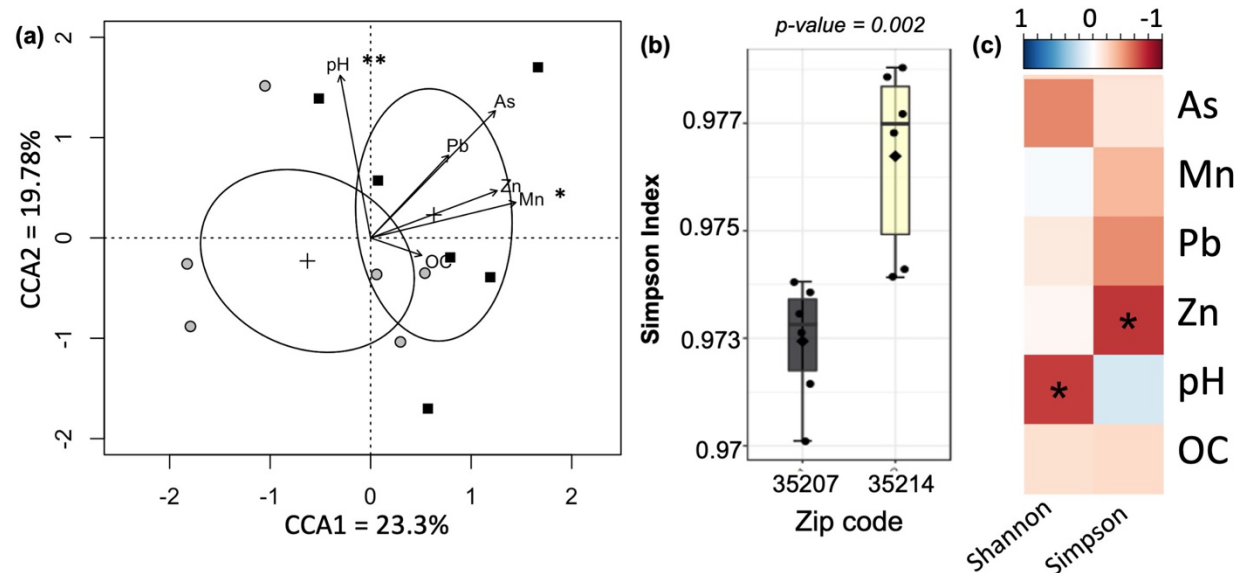 (a)
2
1
0
-1
-2
CCA2 = 19.78%
pH **
As
Pb
Zn
Mn *
OC
-2 -1 0 1 2
CCA1 = 23.3%
(b)
p-value = 0.002
Simpson Index
0.977
0.975
0.973
0.97
35207 35214
Zip code
(c)
1 0 -1
As
Mn
Pb
* Zn
* pH
OC
Shannon Simpson